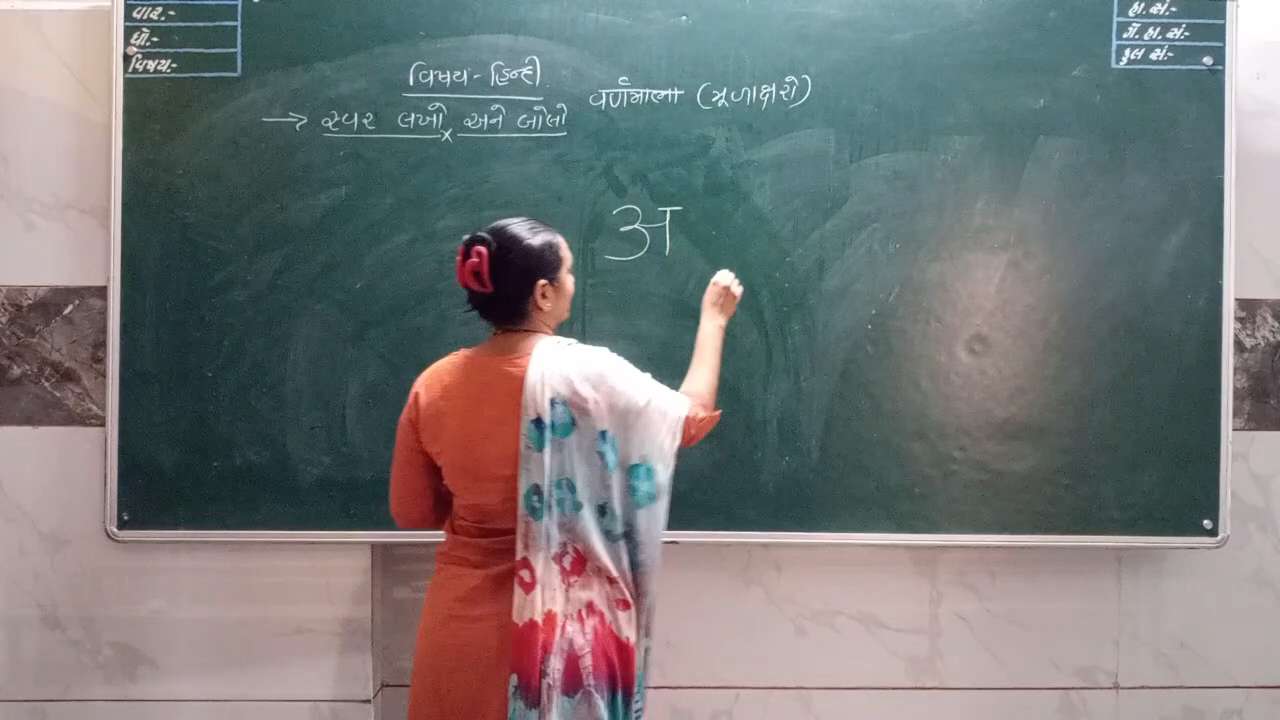 વાર:-
ઘો.-
વિષય:-
હા. સં:-
ગે. હા. સં:-
કુલ સં:-
વિષય - હિન્દી
વર્ણમાલા (મૂળાક્ષરો)
→ સ્વર લખો × અને બોલો
अ